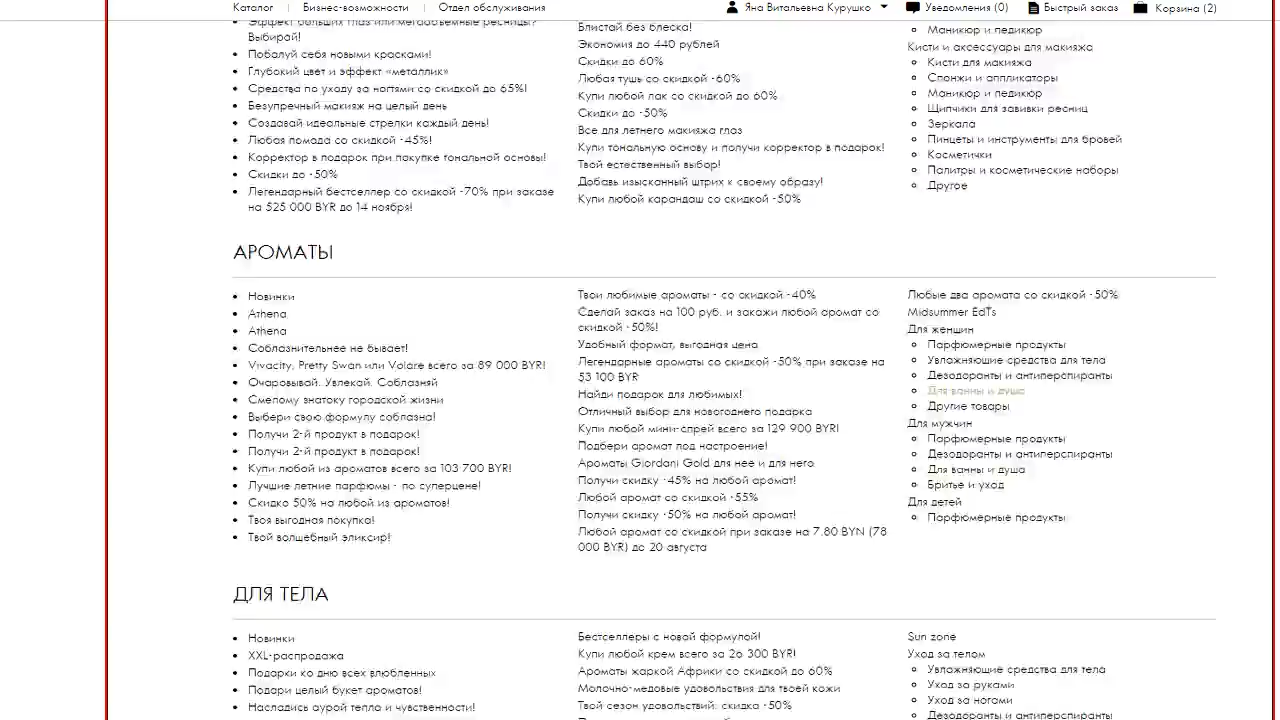 Каталог
Бизнес-возможности
Отдел обслуживания
Яна Витальевна Курушко
Уведомления (0)
Быстрый заказ
Корзина (2)
Эффект больших глаз или мегаобъемные ресницы?
Выбирай!
Побалуй себя новыми красками!
Глубокий цвет и эффект «металлик»
Средства по уходу за ногтями со скидкой до 65%!
Безупречный макияж на целый день
Создавай идеальные стрелки каждый день!
Любая помада со скидкой -45%!
Корректор в подарок при покупке тональной основы!
Скидки до -50%
Легендарный бестселлер со скидкой -70% при заказе
на 525 000 BYR до 14 ноября!
Блистай без блеска!
Экономия до 440 рублей
Скидки до 60%
Любая тушь со скидкой -60%
Купи любой лак со скидкой до 60%
Скидки до -50%
Все для летнего макияжа глаз
Купи тональную основу и получи корректор в подарок!
Твой естественный выбор!
Добавь изысканный штрих к своему образу!
Купи любой карандаш со скидкой -50%
Маникюр и педикюр
Кисти и аксессуары для макияжа
Кисти для макияжа
Спонжи и аппликаторы
Маникюр и педикюр
Щипчики для завивки ресниц
Зеркала
Пинцеты и инструменты для бровей
Косметички
Палитры и косметические наборы
Другое
АРОМАТЫ
Новинки
Athena
Athena
Соблазнительнее не бывает!
Vivacity, Pretty Swan или Volare всего за 89 000 BYR!
Очаровывай. Увлекай. Соблазняй
Смелому знатоку городской жизни
Выбери свою формулу соблазна!
Получи 2-й продукт в подарок!
Получи 2-й продукт в подарок!
Купи любой из ароматов всего за 103 700 BYR!
Лучшие летние парфюмы - по суперцене!
Скидка 50% на любой из ароматов!
Твоя выгодная покупка!
Твой волшебный эликсир!
Твои любимые ароматы - со скидкой -40%
Сделай заказ на 100 руб. и закажи любой аромат со
скидкой -50%!
Удобный формат, выгодная цена
Легендарные ароматы со скидкой -50% при заказе на
53 100 BYR
Найди подарок для любимых!
Отличный выбор для новогоднего подарка
Купи любой мини-спрей всего за 129 900 BYR!
Подбери аромат под настроение!
Ароматы Giordani Gold для нее и для него
Получи скидку -45% на любой аромат!
Любой аромат со скидкой -55%
Получи скидку -50% на любой аромат!
Любой аромат со скидкой при заказе на 7.80 BYN (78
000 BYR) до 20 августа
Любые два аромата со скидкой -50%
Midsummer EdTs
Для женщин
Парфюмерные продукты
Увлажняющие средства для тела
Дезодоранты и антиперспиранты
Для ванны и душа
Другие товары
Для мужчин
Парфюмерные продукты
Дезодоранты и антиперспиранты
Для ванны и душа
Бритье и уход
Для детей
Парфюмерные продукты
ДЛЯ ТЕЛА
Новинки
XXL-распродажа
Подарки ко дню всех влюбленных
Подари целый букет ароматов!
Насладись аурой тепла и чувственности!
Бестселлеры с новой формулой!
Купи любой крем всего за 26 300 BYR!
Ароматы жаркой Африки со скидкой до 60%
Молочно-медовые удовольствия для твоей кожи
Твой сезон удовольствий: скидка -50%
Sun zone
Уход за телом
Увлажняющие средства для тела
Уход за руками
Уход за ногами
Дезодоранты и антиперспиранты